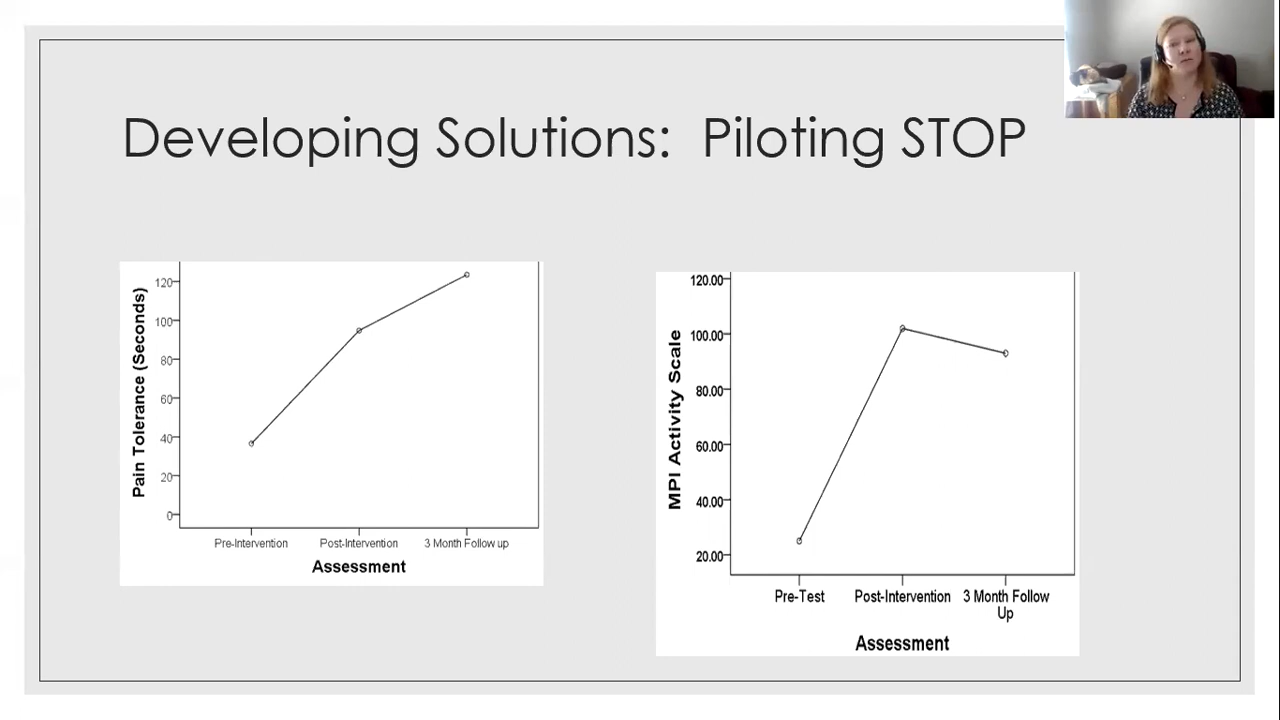 Developing Solutions: Piloting STOP
120
100
80
60
40
20
0
Pain Tolerance (Seconds)
Pre-Intervention Post-Intervention 3 Month Follow up
Assessment
120.00
100.00
80.00
60.00
40.00
20.00
MPI Activity Scale
Pre-Test Post-Intervention 3 Month Follow
Up
Assessment